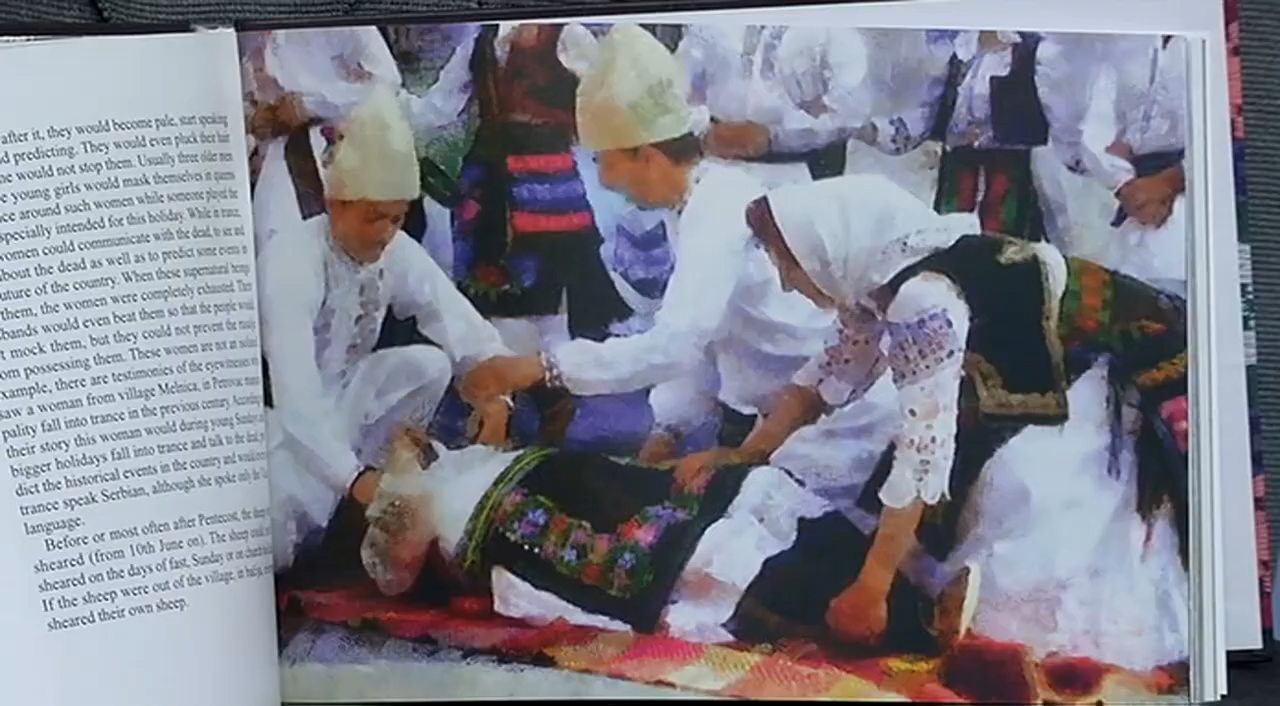 after it, they would become pale, start speaking
d predicting. They would even pluck their hair
ne would not stop them. Usually three older men
e young girls would mask themselves in queens
ce around such women while someone played the
specially intended for this holiday. While in trance,
women could communicate with the dead, to see and
about the dead as well as to predict some events in
uture of the country. When these supernatural beings
them, the women were completely exhausted. Their
bands would even beat them so that the people would
t mock them, but they could not prevent the
om possessing them. These women are not an
xample, there are testimonies of the eyewitnesses
saw a woman from village Melnica, in Petrovac
pality fall into trance in the previous century. According
their story this woman would during young Sunday
bigger holidays fall into trance and talk to the dead,
dict the historical events in the country and would
trance speak Serbian, although she spoke only
language.
Before or most often after Pentecost, the sheep
sheared (from 10th June on). The sheep
sheared on the days of fast, Sunday or on church
If the sheep were out of the village, in
sheared their own sheep.